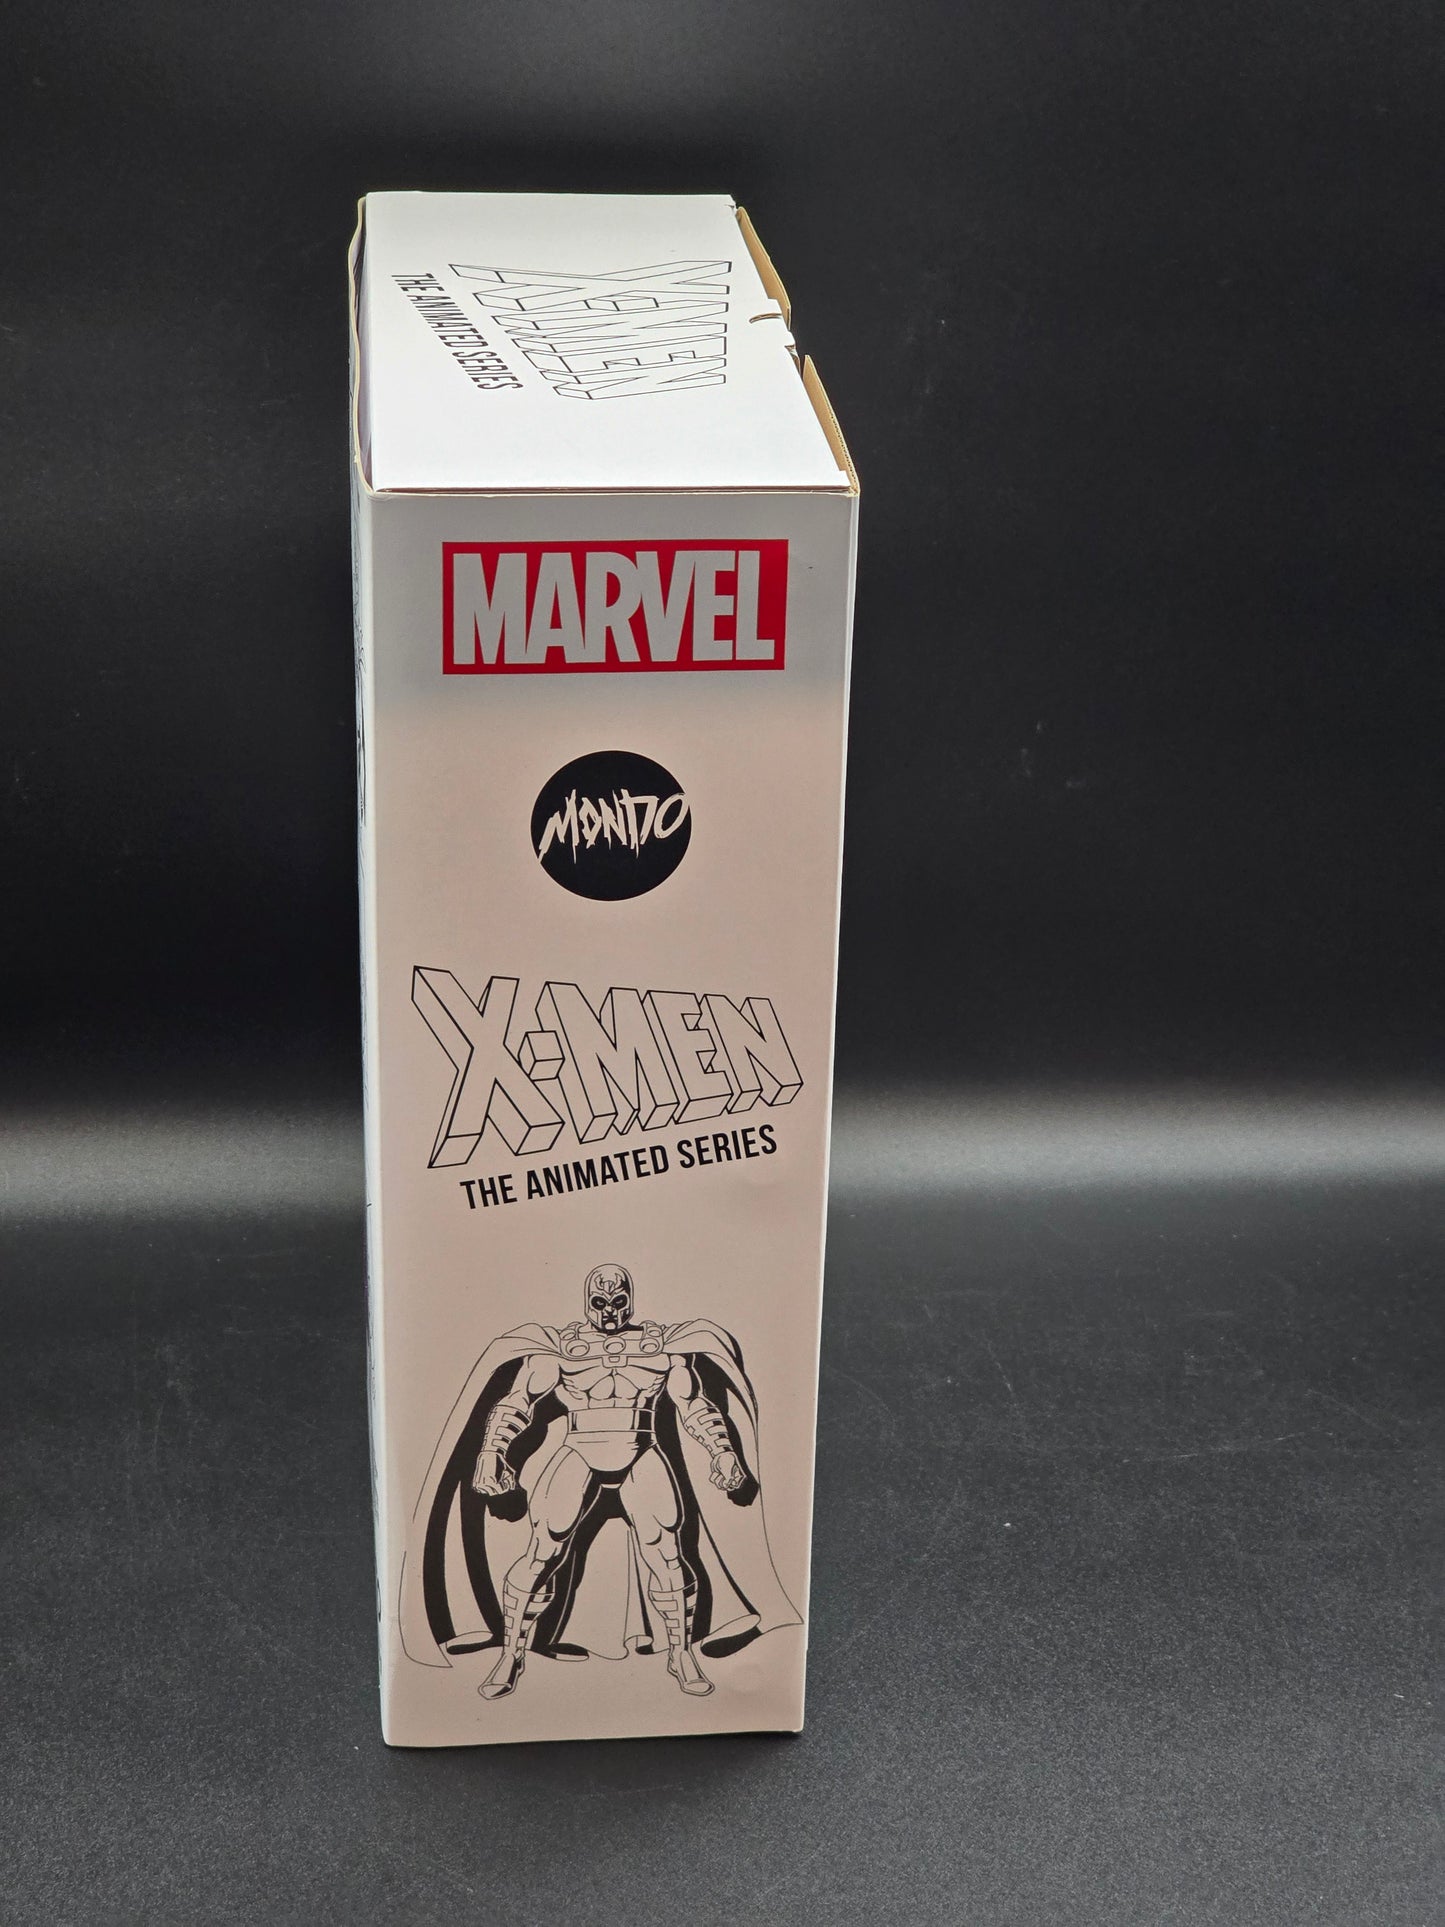 X-MEN
THE ANIMATED SERIES
MARVEL
MONDO
X-MEN
THE ANIMATED SERIES